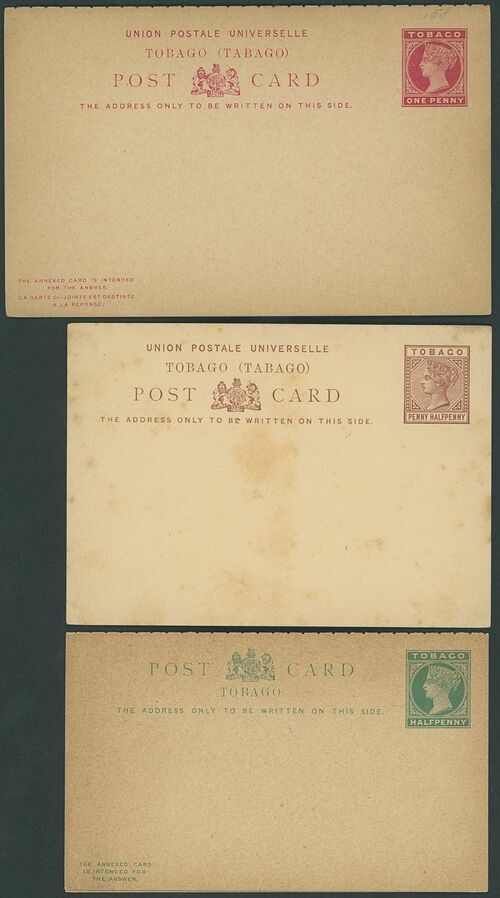 158
UNION POSTALE UNIVERSELLE
TOBAGO (TABAGO)
POST CARD
THE ADDRESS ONLY TO BE WRITTEN ON THIS SIDE.
TOBAGO
ONE PENNY
THE ANNEXED CARD IS INTENDED
FOR THE ANSWER.
(LA CARTE CI-JOINTE EST DESTINÉE
A LA RÉPONSE)
UNION POSTALE UNIVERSELLE
TOBAGO (TABAGO)
POST CARD
THE ADDRESS ONLY TO BE WRITTEN ON THIS SIDE.
TOBAGO
PENNY HALFPENNY
POST CARD
TOBAGO
THE ADDRESS ONLY TO BE WRITTEN ON THIS SIDE.
TOBAGO
HALFPENNY
THE ANNEXED CARD
IS INTENDED FOR
THE ANSWER.